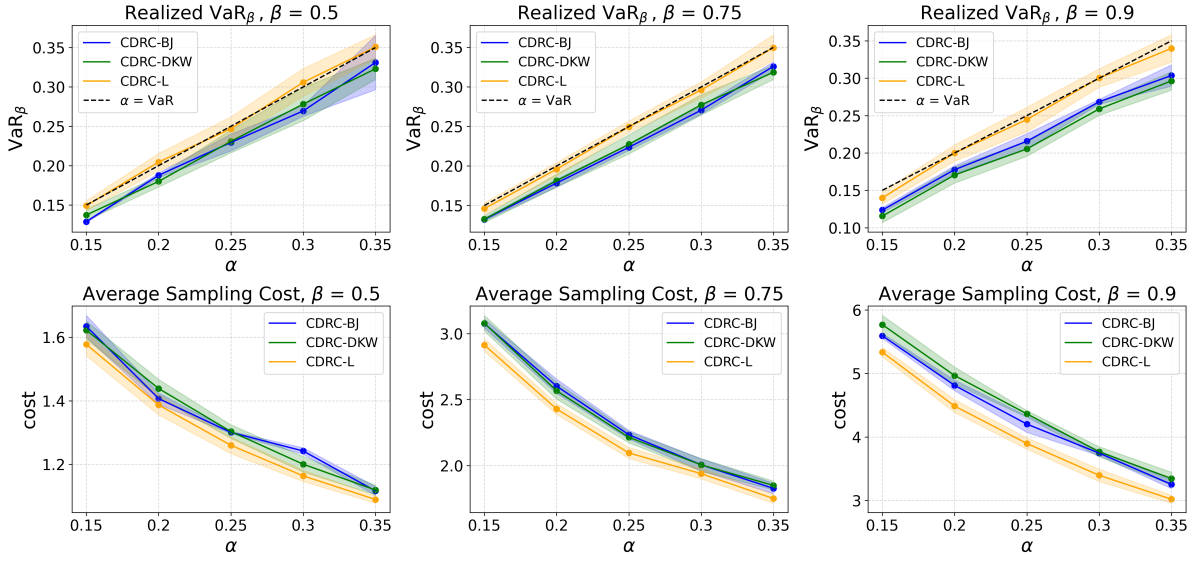 Realized VaRβ , β = 0.5
VaRβ
0.35
0.30
0.25
0.20
0.15
CDRC-BJ
CDRC-DKW
CDRC-L
α = VaR
0.15 0.2 0.25 0.3 0.35
α
Realized VaRβ , β = 0.75
VaRβ
0.35
0.30
0.25
0.20
0.15
CDRC-BJ
CDRC-DKW
CDRC-L
α = VaR
0.15 0.2 0.25 0.3 0.35
α
Realized VaRβ , β = 0.9
VaRβ
0.35
0.30
0.25
0.20
0.15
0.10
CDRC-BJ
CDRC-DKW
CDRC-L
α = VaR
0.15 0.2 0.25 0.3 0.35
α
Average Sampling Cost, β = 0.5
cost
1.6
1.4
1.2
CDRC-BJ
CDRC-DKW
CDRC-L
0.15 0.2 0.25 0.3 0.35
α
Average Sampling Cost, β = 0.75
cost
3.0
2.5
2.0
CDRC-BJ
CDRC-DKW
CDRC-L
0.15 0.2 0.25 0.3 0.35
α
Average Sampling Cost, β = 0.9
cost
6
5
4
3
CDRC-BJ
CDRC-DKW
CDRC-L
0.15 0.2 0.25 0.3 0.35
α